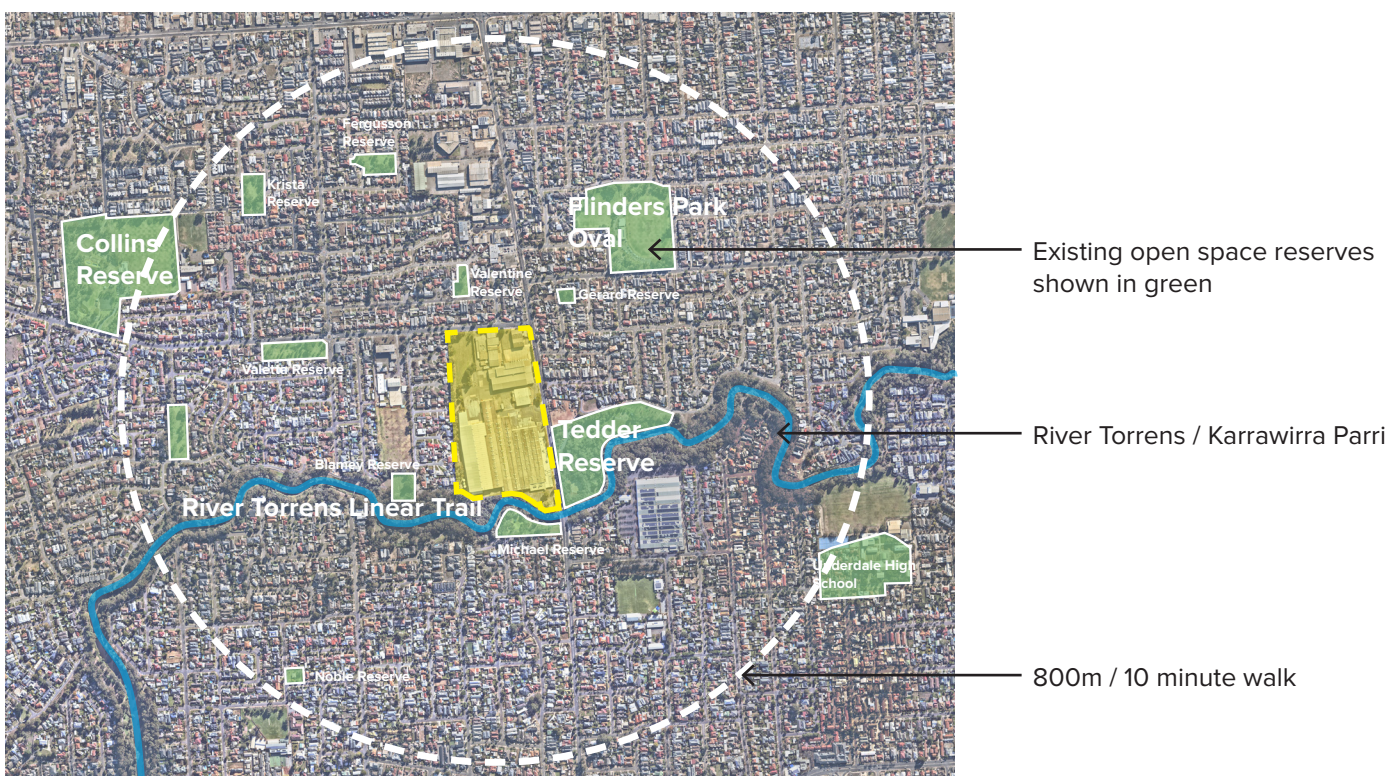 Fergusson
Reserve
Krista
Reserve
Flinders Park
Oval
Collins
Reserve
Valentine
Reserve
Gerard Reserve
Existing open space reserves
shown in green
Valetta Reserve
Tedder
Reserve
River Torrens / Karrawirra Parri
Blamey Reserve
River Torrens Linear Trail
Michael Reserve
Underdale High
School
Noble Reserve
800m / 10 minute walk